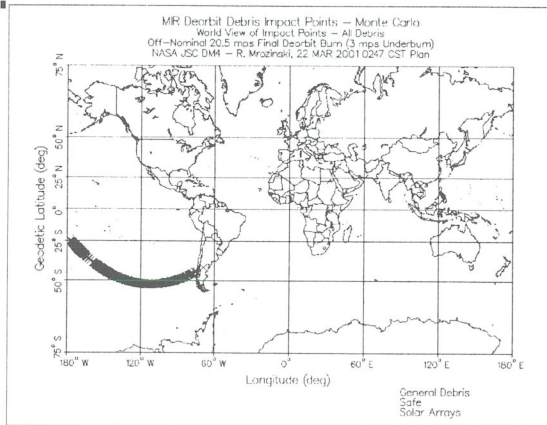 MIR Deorbit Debris Impact Points – Monte Carlo
World View of Impact Points – All Debris
Off–Nominal 20.5 mps Final Deorbit Burn (3 mps Underburn)
NASA JSC DM4 – R. Mrozinski, 22 MAR 2001 0247 CST Plan
75° N
50° N
25° N
0°
25° S
50° S
75° S
Geodetic Latitude (deg)
180° W
120° W
60° W
0°
60° E
120° E
180° E
Longitude (deg)
General Debris
Safe
Solar Arrays